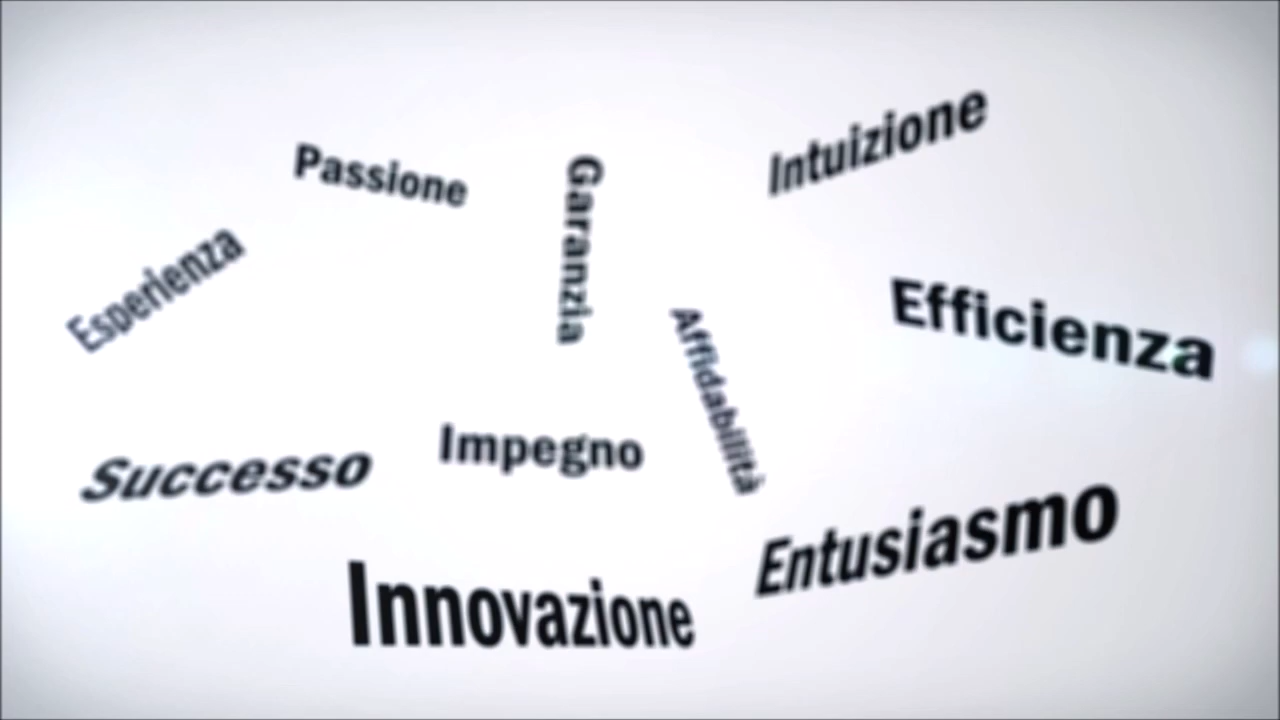 Intuizione
Passione
Garanzia
Esperienza
Efficienza
Affidabilità
Impegno
Successo
Entusiasmo
Innovazione